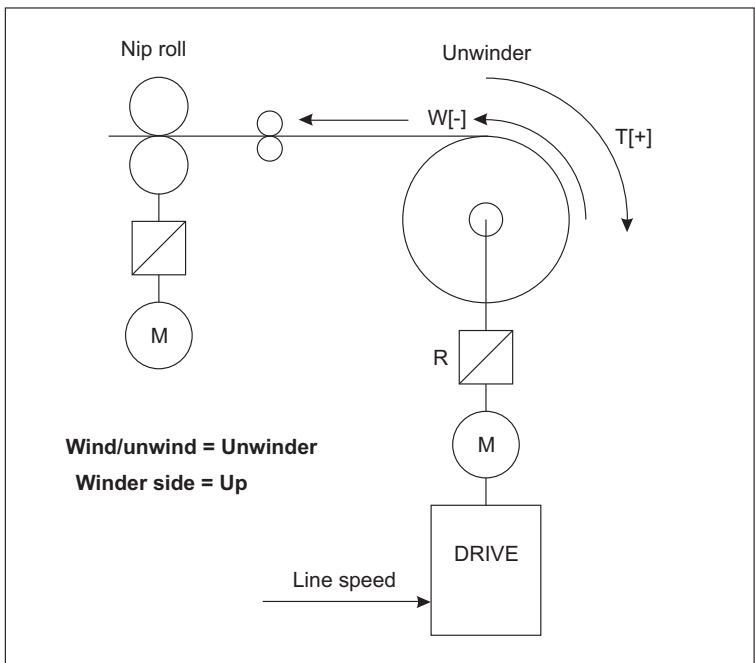 Nip roll
Unwinder
W[-]
T[+]
M
R
M
Wind/unwind = Unwinder
Winder side = Up
DRIVE
Line speed